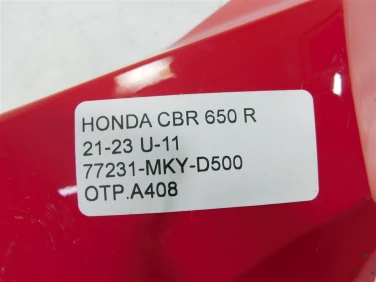 HONDA CBR 650 R
21-23 U-11
77231-MKY-D500
OTP.A408